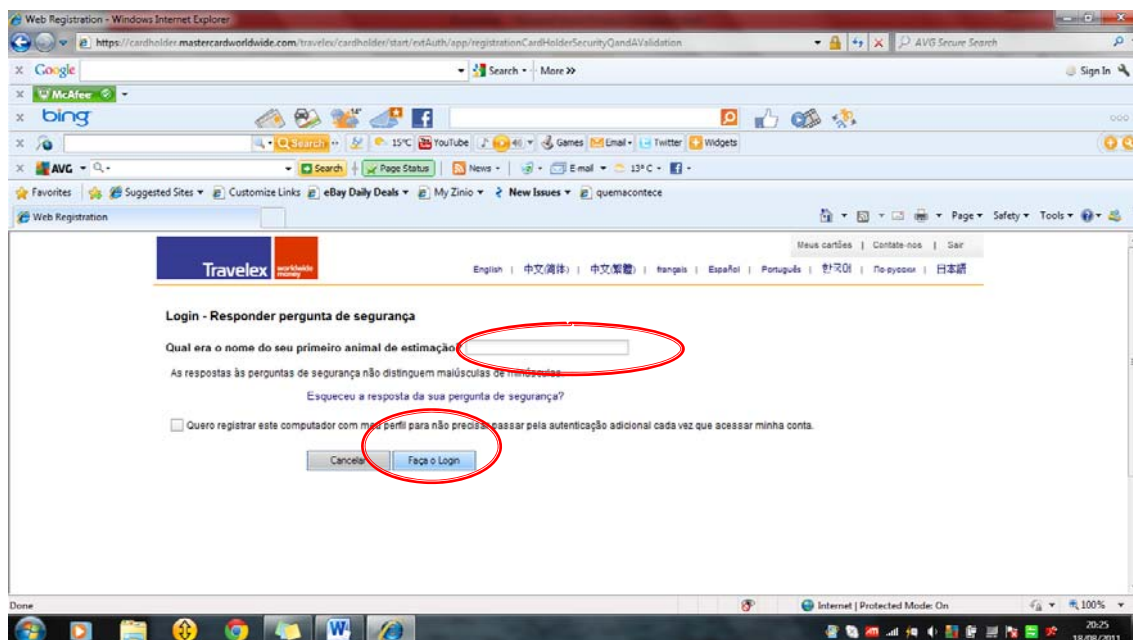 Web Registration - Windows Internet Explorer
https://cardholder.mastercardworldwide.com/travelex/cardholder/start/extAuth/app/registrationCardHolderSecurityQandAValidation AVG Secure Search
x Google Search More >> Sign In
x McAfee
x bing 14°
x Search 15°C YouTube Games Email Twitter Widgets
x AVG Search Page Status News E-mail 13°C
Favorites Suggested Sites Customize Links eBay Daily Deals My Zinio New Issues quemacontece
Web Registration Page Safety Tools
Meus cartões | Contate-nos | Sair
Travelex worldwide money English | 中文(简体) | 中文(繁體) | français | Español | Português | 한국어 | По-русски | 日本語
Login - Responder pergunta de segurança
Qual era o nome do seu primeiro animal de estimação?
As respostas às perguntas de segurança não distinguem maiúsculas de minúsculas.
Esqueceu a resposta da sua pergunta de segurança?
Quero registrar este computador com meu perfil para não precisar passar pela autenticação adicional cada vez que acessar minha conta.
Cancelar Faça o Login
Done Internet | Protected Mode: On 100%
20:25
18/08/2011